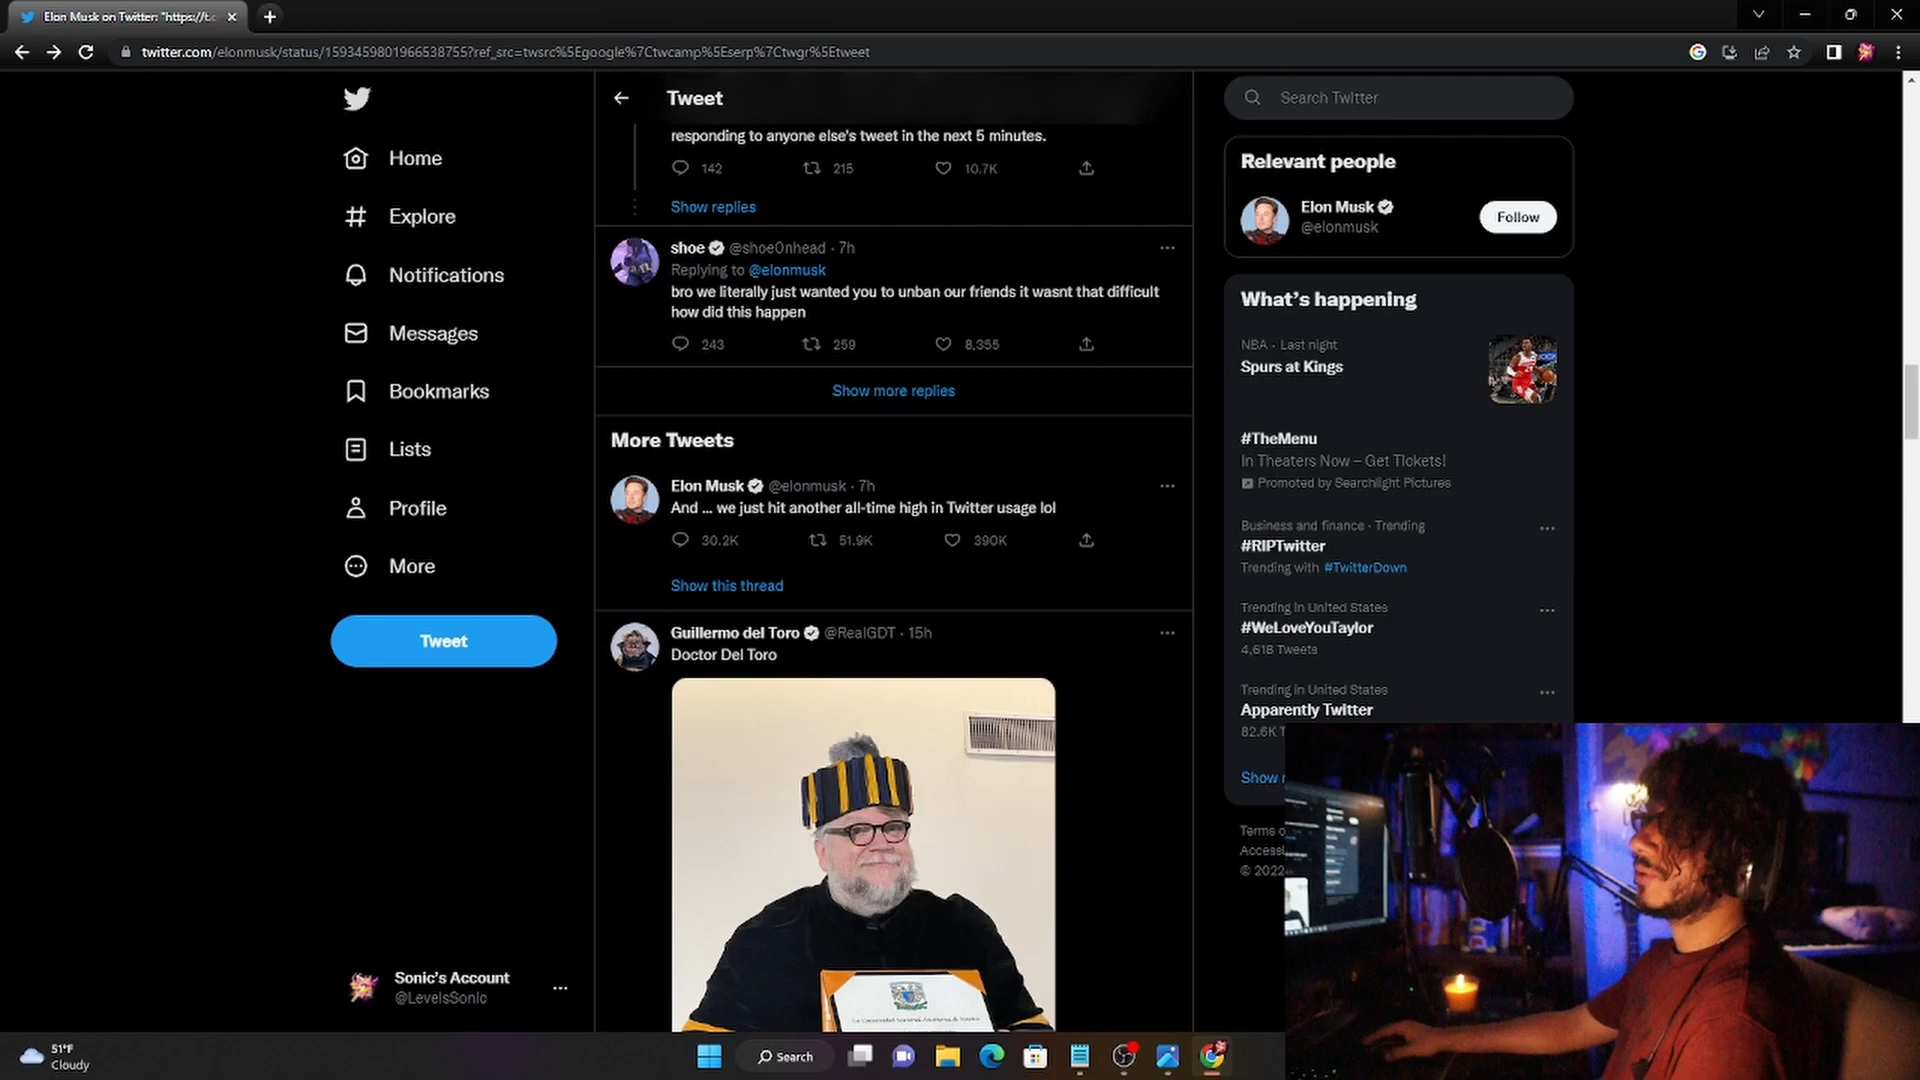 Elon Musk on Twitter: "https://t.c
twitter.com/elonmusk/status/1593459801966538755?ref_src=twsrc%5Egoogle%7Ctwcamp%5Eserp%7Ctwgr%5Etweet
Home
Explore
Notifications
Messages
Bookmarks
Lists
Profile
More
Tweet
Sonic's Account
@LevelsSonic
Tweet
responding to anyone else's tweet in the next 5 minutes.
142 215 10.7K
Show replies
shoe @shoe0nhead · 7h
Replying to @elonmusk
bro we literally just wanted you to unban our friends it wasnt that difficult
how did this happen
243 259 8,355
Show more replies
More Tweets
Elon Musk @elonmusk · 7h
And ... we just hit another all-time high in Twitter usage lol
30.2K 51.9K 390K
Show this thread
Guillermo del Toro @RealGDT · 15h
Doctor Del Toro
Search Twitter
Relevant people
Elon Musk
@elonmusk
Follow
What's happening
NBA · Last night
Spurs at Kings
#TheMenu
In Theaters Now – Get Tickets!
Promoted by Searchlight Pictures
Business and finance · Trending
#RIPTwitter
Trending with #TwitterDown
Trending in United States
#WeLoveYouTaylor
4,618 Tweets
Trending in United States
Apparently Twitter
82.6K T
Show
Terms o
Accessi
© 2022
51°F
Cloudy
Search